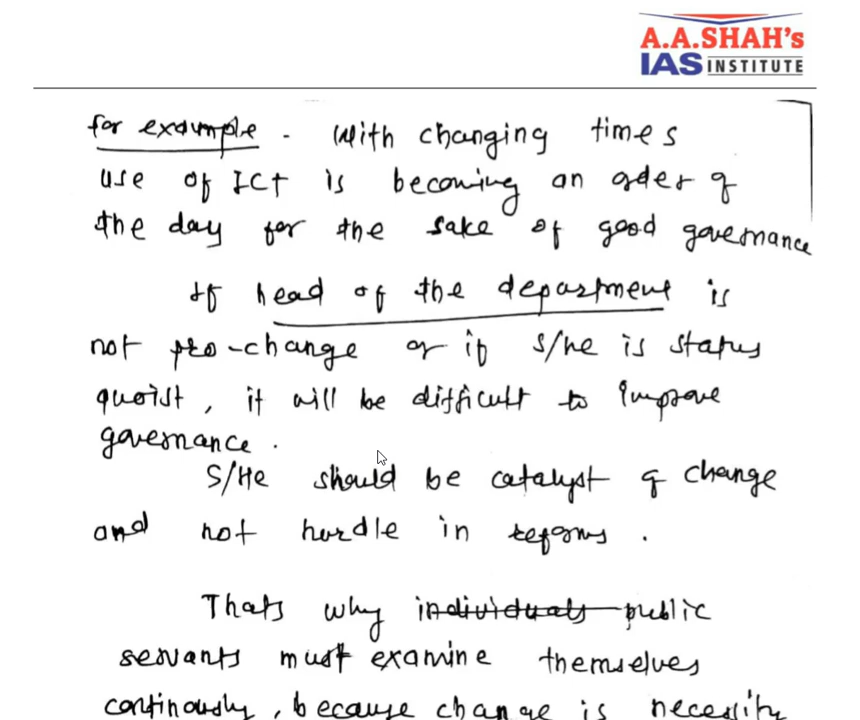 A.A.SHAH's
IAS INSTITUTE
for example - With changing times
use of ICT is becoming an oder of
the day for the sake of good governance
If head of the department is
not pro-change or if s/he is status
quoist, it will be difficult to improve
governance.
S/He should be catalyst of change
and not hurdle in reforms.
Thats why individuals public
servants must examine themselves
continously, because change is necessity